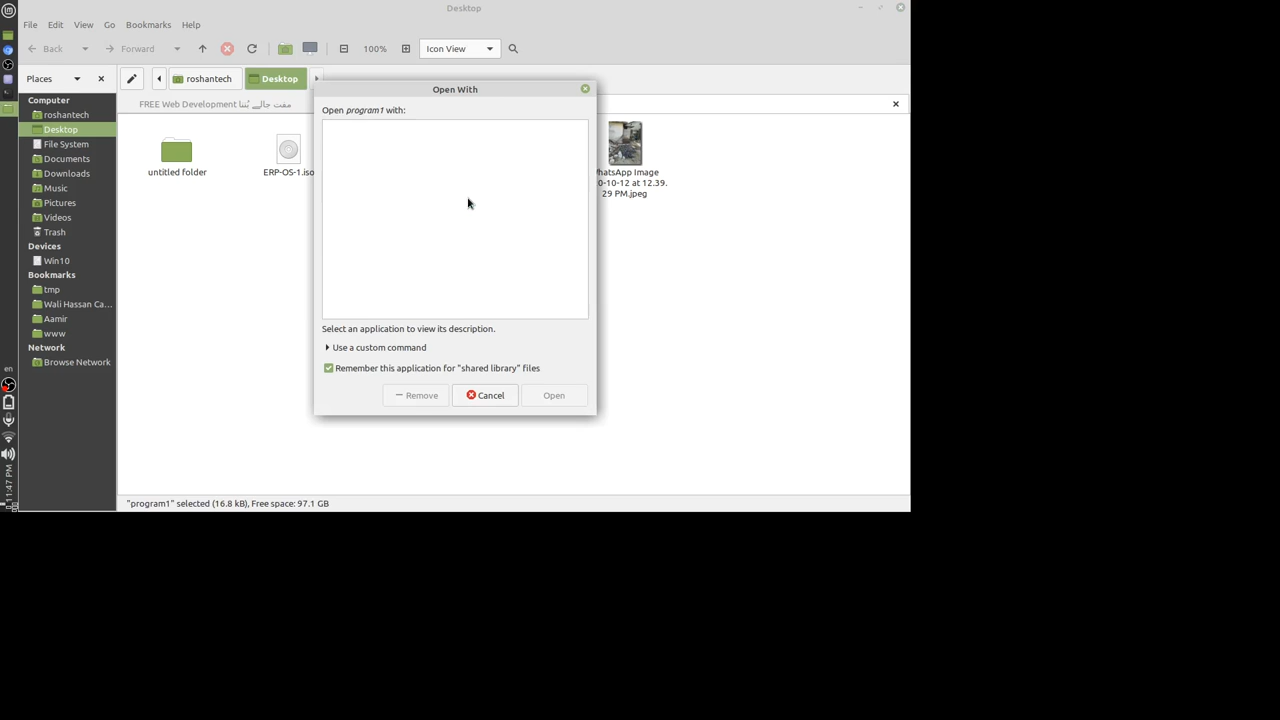 Desktop
File Edit View Go Bookmarks Help
Back Forward 100% Icon View
Places roshantech Desktop
Computer
roshantech
Desktop
File System
Documents
Downloads
Music
Pictures
Videos
Trash
Devices
Win10
Bookmarks
tmp
Wali Hassan Ca...
Aamir
www
Network
Browse Network
FREE Web Development مفت جالے بُننا
untitled folder
ERP-OS-1.iso
WhatsApp Image
0-10-12 at 12.39.
29 PM.jpeg
Open With
Open program1 with:
Select an application to view its description.
Use a custom command
Remember this application for "shared library" files
Remove Cancel Open
"program1" selected (16.8 kB), Free space: 97.1 GB
en
11:47 PM